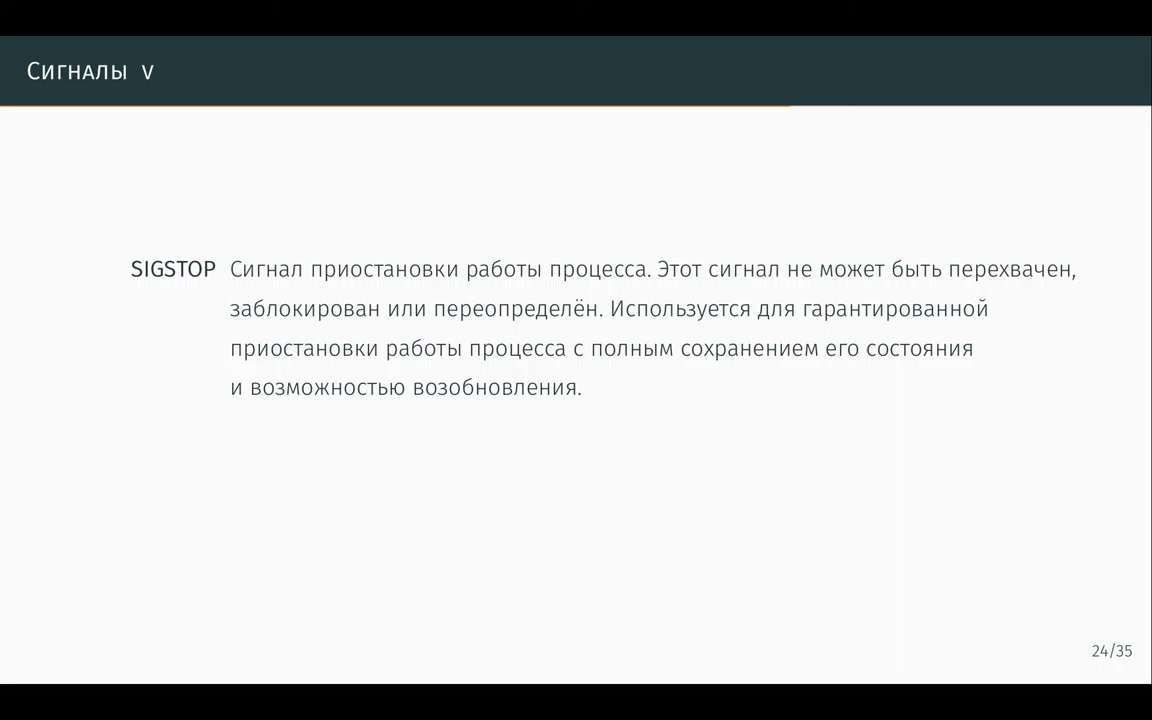 Сигналы V
SIGSTOP Сигнал приостановки работы процесса. Этот сигнал не может быть перехвачен,
заблокирован или переопределён. Используется для гарантированной
приостановки работы процесса с полным сохранением его состояния
и возможностью возобновления.
24/35